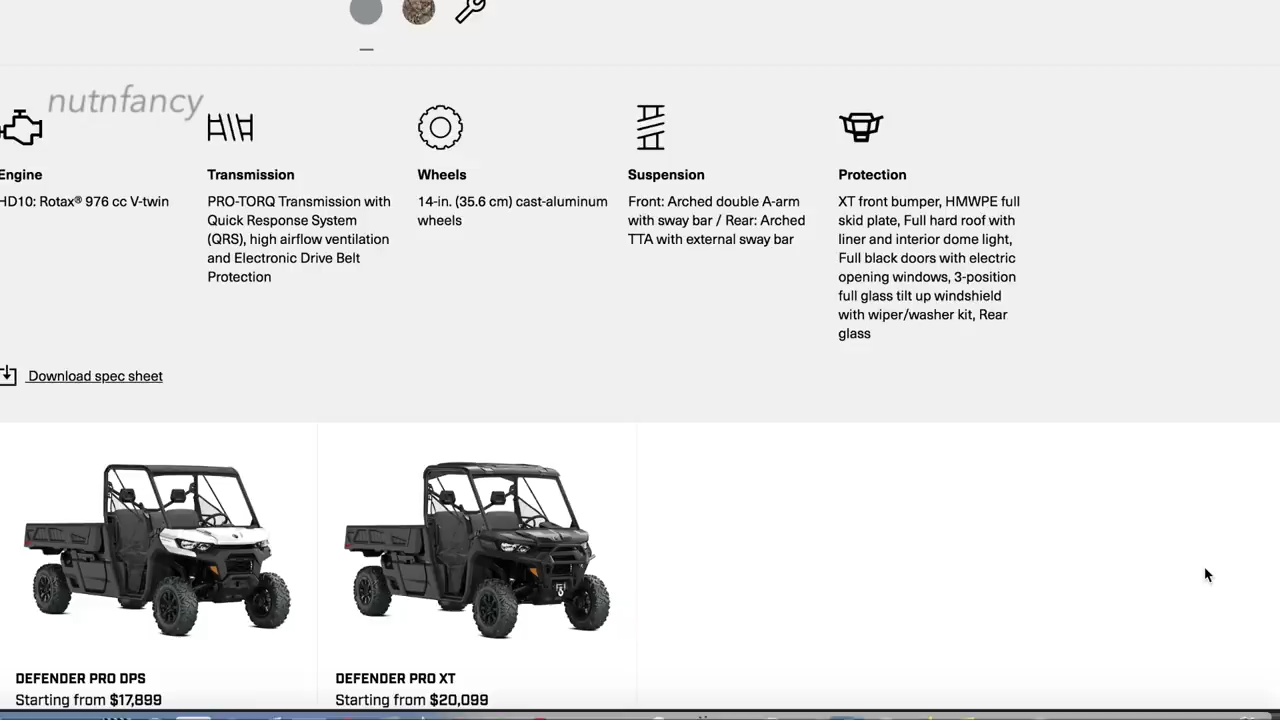 nutnfancy
Engine
HD10: Rotax® 976 cc V-twin
Transmission
PRO-TORQ Transmission with
Quick Response System
(QRS), high airflow ventilation
and Electronic Drive Belt
Protection
Wheels
14-in. (35.6 cm) cast-aluminum
wheels
Suspension
Front: Arched double A-arm
with sway bar / Rear: Arched
TTA with external sway bar
Protection
XT front bumper, HMWPE full
skid plate, Full hard roof with
liner and interior dome light,
Full black doors with electric
opening windows, 3-position
full glass tilt up windshield
with wiper/washer kit, Rear
glass
Download spec sheet
DEFENDER PRO DPS
Starting from $17,899
DEFENDER PRO XT
Starting from $20,099